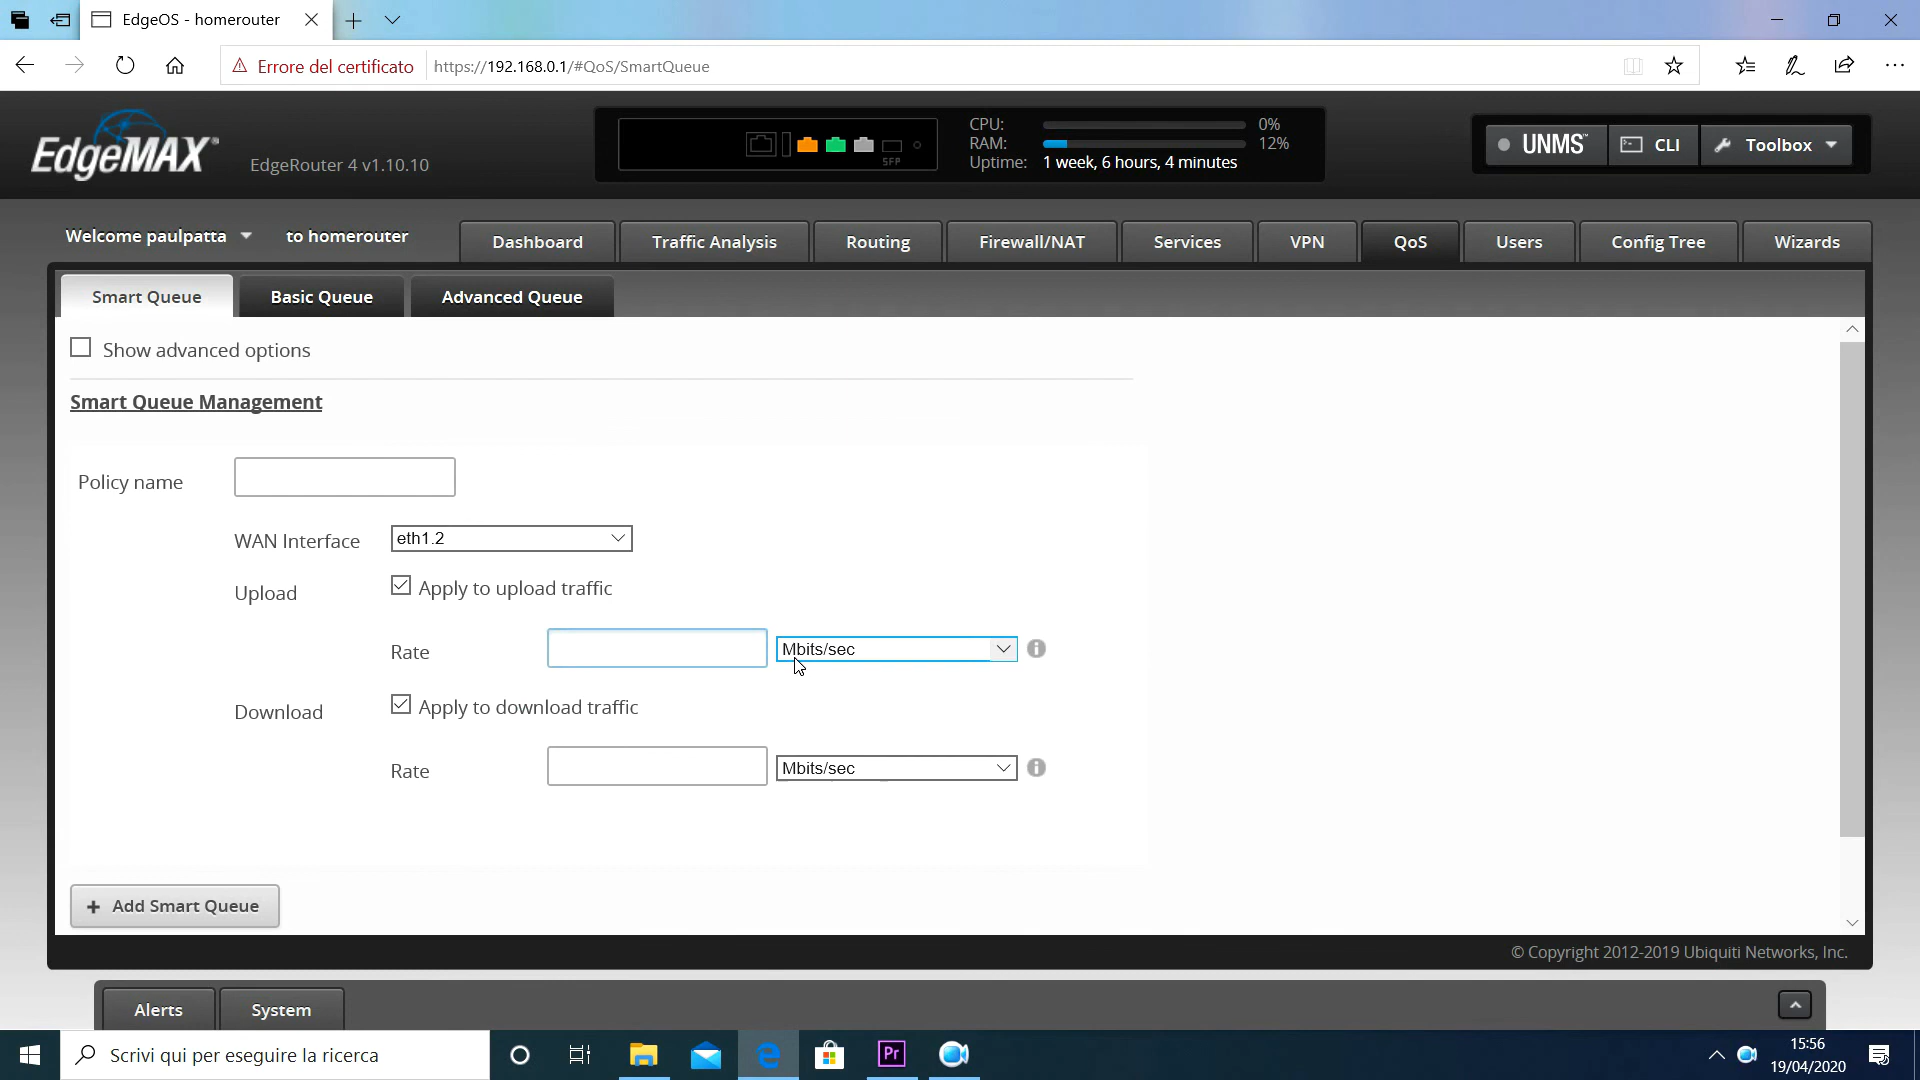 EdgeOS - homerouter
Errore del certificato
https://192.168.0.1/#QoS/SmartQueue
EdgeMAX®
EdgeRouter 4 v1.10.10
SFP
CPU: 0%
RAM: 12%
Uptime: 1 week, 6 hours, 4 minutes
UNMS™
CLI
Toolbox
Welcome paulpatta
to homerouter
Dashboard
Traffic Analysis
Routing
Firewall/NAT
Services
VPN
QoS
Users
Config Tree
Wizards
Smart Queue
Basic Queue
Advanced Queue
Show advanced options
Smart Queue Management
Policy name
WAN Interface
eth1.2
Upload
Apply to upload traffic
Rate
Mbits/sec
Download
Apply to download traffic
Rate
Mbits/sec
+ Add Smart Queue
© Copyright 2012-2019 Ubiquiti Networks, Inc.
Alerts
System
Scrivi qui per eseguire la ricerca
Pr
15:56
19/04/2020